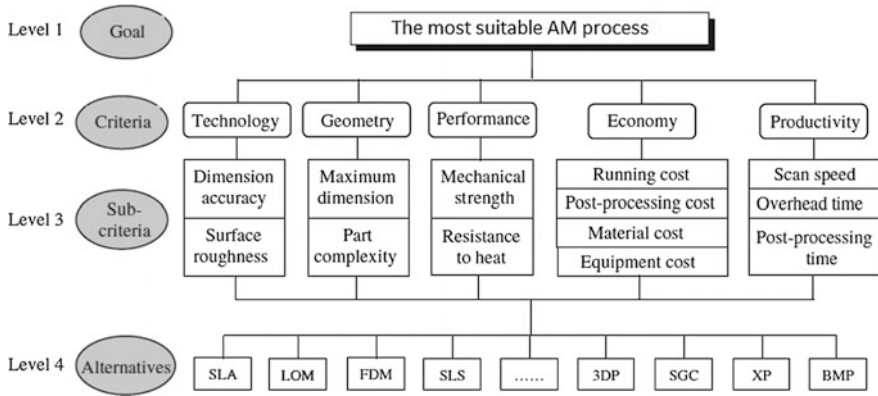 Level 1
Goal
The most suitable AM process
Level 2
Criteria
Technology
Geometry
Performance
Economy
Productivity
Level 3
Sub-
criteria
Dimension
accuracy
Surface
roughness
Maximum
dimension
Part
complexity
Mechanical
strength
Resistance
to heat
Running cost
Post-processing cost
Material cost
Equipment cost
Scan speed
Overhead time
Post-processing
time
Level 4
Alternatives
SLA
LOM
FDM
SLS
......
3DP
SGC
XP
BMP